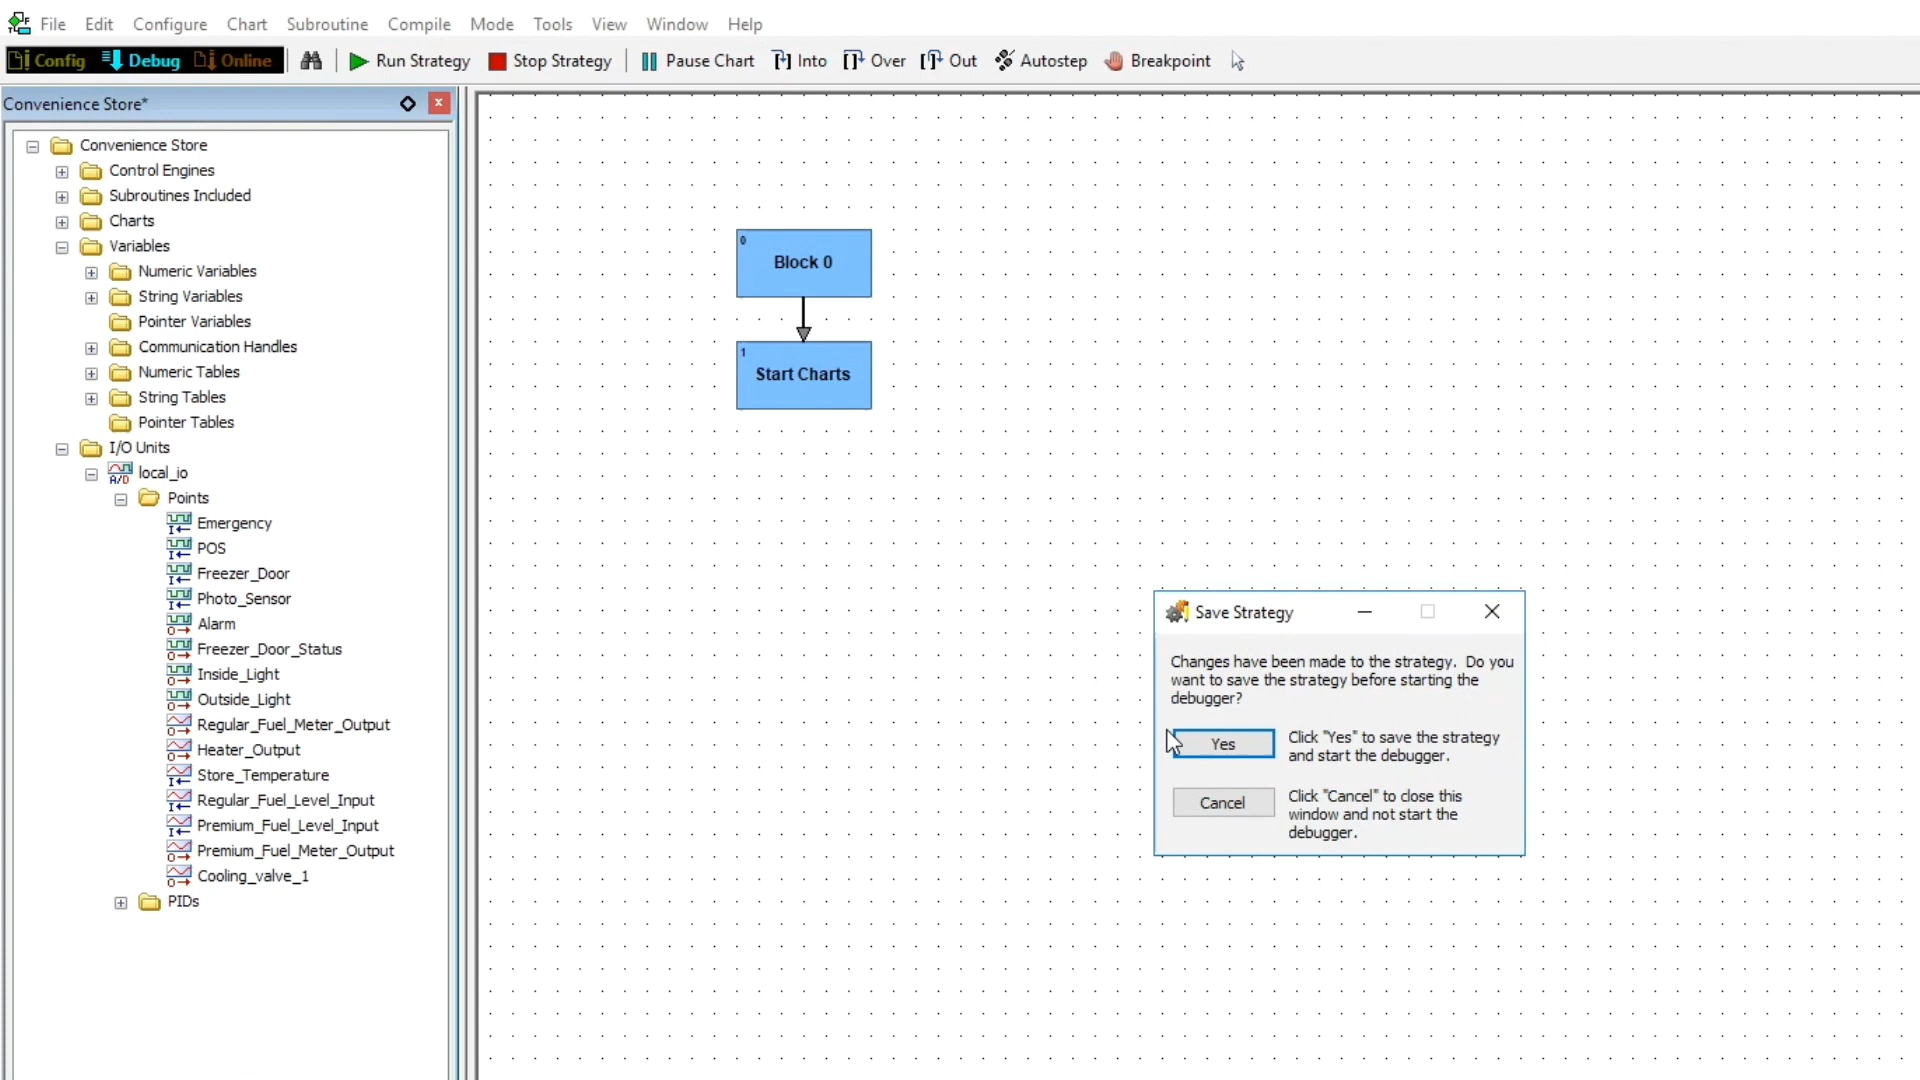 File Edit Configure Chart Subroutine Compile Mode Tools View Window Help
Config Debug Online Run Strategy Stop Strategy Pause Chart Into Over Out Autostep Breakpoint
Convenience Store*
Convenience Store
Control Engines
Subroutines Included
Charts
Variables
Numeric Variables
String Variables
Pointer Variables
Communication Handles
Numeric Tables
String Tables
Pointer Tables
I/O Units
local_io
Points
Emergency
POS
Freezer_Door
Photo_Sensor
Alarm
Freezer_Door_Status
Inside_Light
Outside_Light
Regular_Fuel_Meter_Output
Heater_Output
Store_Temperature
Regular_Fuel_Level_Input
Premium_Fuel_Level_Input
Premium_Fuel_Meter_Output
Cooling_valve_1
PIDs
0
Block 0
1
Start Charts
Save Strategy
Changes have been made to the strategy. Do you
want to save the strategy before starting the
debugger?
Yes
Click "Yes" to save the strategy
and start the debugger.
Cancel
Click "Cancel" to close this
window and not start the
debugger.